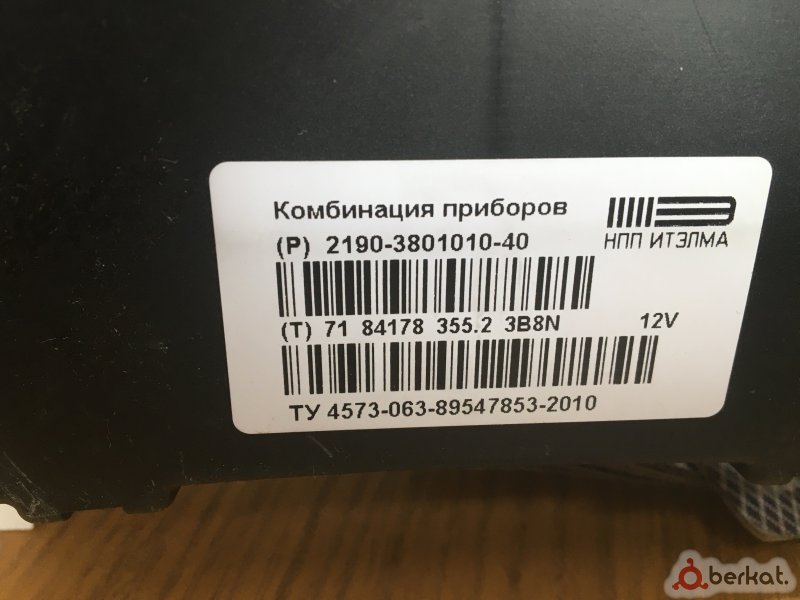 Комбинация приборов
НПП ИТЭЛМА
(P) 2190-3801010-40
(T) 71 84178 355.2 3B8N 12V
ТУ 4573-063-89547853-2010
berkat.